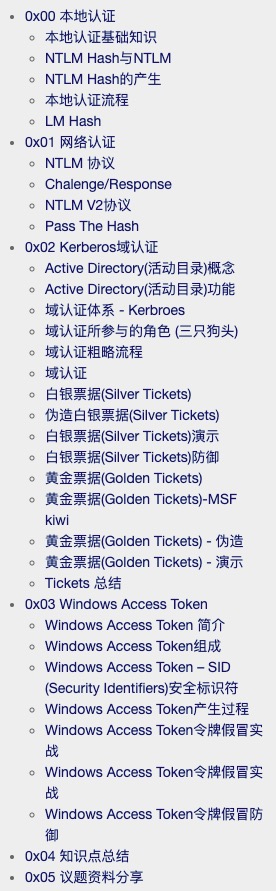 0x00 本地认证
本地认证基础知识
NTLM Hash与NTLM
NTLM Hash的产生
本地认证流程
LM Hash
0x01 网络认证
NTLM 协议
Chalenge/Response
NTLM V2协议
Pass The Hash
0x02 Kerberos域认证
Active Directory(活动目录)概念
Active Directory(活动目录)功能
域认证体系 - Kerbroes
域认证所参与的角色 (三只狗头)
域认证粗略流程
域认证
白银票据(Silver Tickets)
伪造白银票据(Silver Tickets)
白银票据(Silver Tickets)演示
白银票据(Silver Tickets)防御
黄金票据(Golden Tickets)
黄金票据(Golden Tickets)-MSF
kiwi
黄金票据(Golden Tickets) - 伪造
黄金票据(Golden Tickets) - 演示
Tickets 总结
0x03 Windows Access Token
Windows Access Token 简介
Windows Access Token组成
Windows Access Token – SID
(Security Identifiers)安全标识符
Windows Access Token产生过程
Windows Access Token令牌假冒实
战
Windows Access Token令牌假冒实
战
Windows Access Token令牌假冒防
御
0x04 知识点总结
0x05 议题资料分享